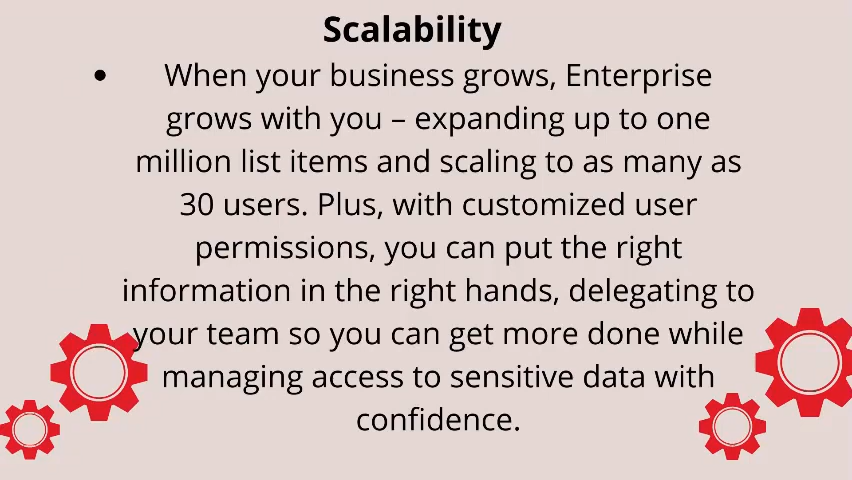 Scalability
• When your business grows, Enterprise
grows with you – expanding up to one
million list items and scaling to as many as
30 users. Plus, with customized user
permissions, you can put the right
information in the right hands, delegating to
your team so you can get more done while
managing access to sensitive data with
confidence.